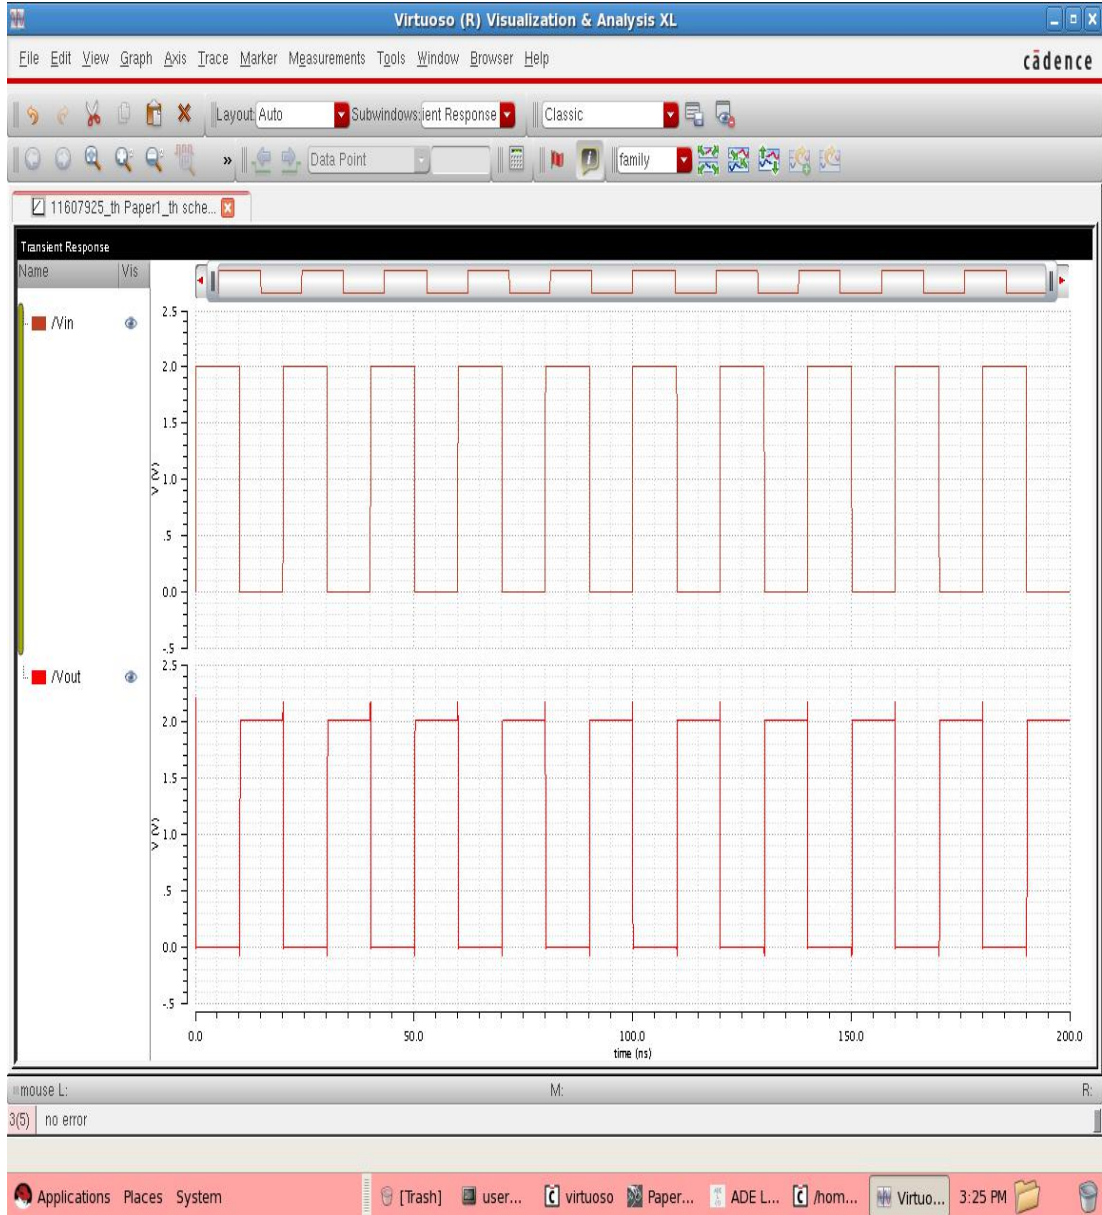 Virtuoso (R) Visualization & Analysis XL
File Edit View Graph Axis Trace Marker Measurements Tools Window Browser Help
cādence
Layout: Auto Subwindows: ient Response Classic
» Data Point family
11607925_th Paper1_th sche...
Transient Response
Name Vis
/Vin
2.5
2.0
1.5
V (V)
1.0
.5
0.0
-.5
/Vout
2.5
2.0
1.5
V (V)
1.0
.5
0.0
-.5
0.0 50.0 100.0 150.0 200.0
time (ns)
mouse L: M: R:
3(5) no error
Applications Places System [Trash] user... virtuoso Paper... ADE L... /hom... Virtuo... 3:25 PM